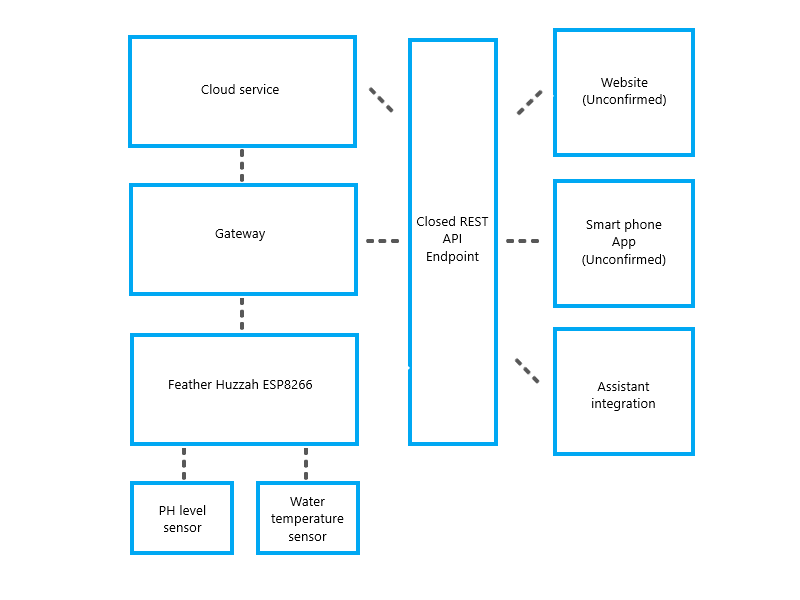 Cloud service
Gateway
Feather Huzzah ESP8266
PH level
sensor
Water
temperature
sensor
Closed REST
API
Endpoint
Website
(Unconfirmed)
Smart phone
App
(Unconfirmed)
Assistant
integration